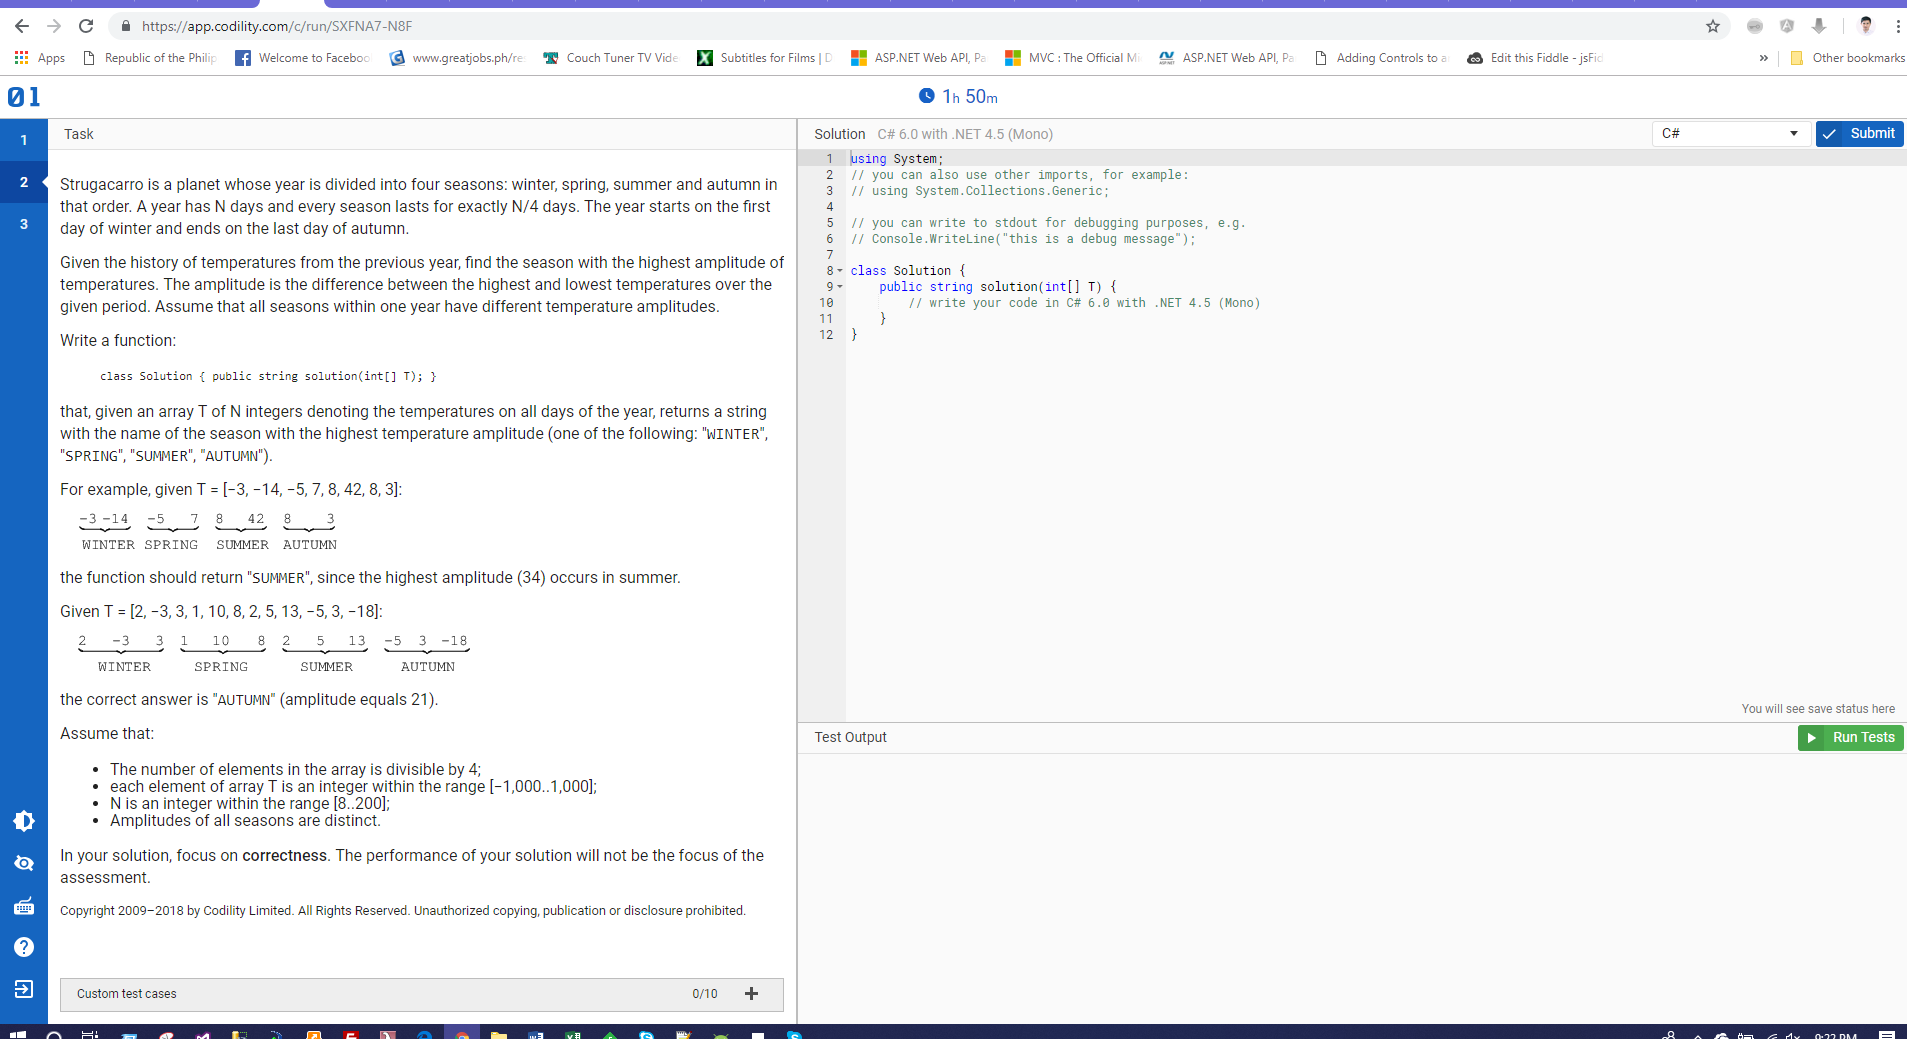 https://app.codility.com/c/run/SXFNA7-N8F
Apps Republic of the Philip Welcome to Faceboo www.greatjobs.ph/re Couch Tuner TV Vide Subtitles for Films | D ASP.NET Web API, Pa MVC : The Official Mi ASP.NET Web API, Pa Adding Controls to a Edit this Fiddle - jsFid » Other bookmarks
01 1h 50m
Task
1
2
3
Strugacarro is a planet whose year is divided into four seasons: winter, spring, summer and autumn in
that order. A year has N days and every season lasts for exactly N/4 days. The year starts on the first
day of winter and ends on the last day of autumn.
Given the history of temperatures from the previous year, find the season with the highest amplitude of
temperatures. The amplitude is the difference between the highest and lowest temperatures over the
given period. Assume that all seasons within one year have different temperature amplitudes.
Write a function:
class Solution { public string solution(int[] T); }
that, given an array T of N integers denoting the temperatures on all days of the year, returns a string
with the name of the season with the highest temperature amplitude (one of the following: "WINTER",
"SPRING", "SUMMER", "AUTUMN").
For example, given T = [−3, −14, −5, 7, 8, 42, 8, 3]:
−3 −14 −5 7 8 42 8 3
WINTER SPRING SUMMER AUTUMN
the function should return "SUMMER", since the highest amplitude (34) occurs in summer.
Given T = [2, −3, 3, 1, 10, 8, 2, 5, 13, −5, 3, −18]:
2 −3 3 1 10 8 2 5 13 −5 3 −18
WINTER SPRING SUMMER AUTUMN
the correct answer is "AUTUMN" (amplitude equals 21).
Assume that:
• The number of elements in the array is divisible by 4;
• each element of array T is an integer within the range [−1,000..1,000];
• N is an integer within the range [8..200];
• Amplitudes of all seasons are distinct.
In your solution, focus on correctness. The performance of your solution will not be the focus of the
assessment.
Copyright 2009–2018 by Codility Limited. All Rights Reserved. Unauthorized copying, publication or disclosure prohibited.
Custom test cases 0/10 +
Solution C# 6.0 with .NET 4.5 (Mono) C# Submit
1 using System;
2 // you can also use other imports, for example:
3 // using System.Collections.Generic;
4
5 // you can write to stdout for debugging purposes, e.g.
6 // Console.WriteLine("this is a debug message");
7
8 class Solution {
9 public string solution(int[] T) {
10 // write your code in C# 6.0 with .NET 4.5 (Mono)
11 }
12 }
You will see save status here
Test Output Run Tests
9:22 PM